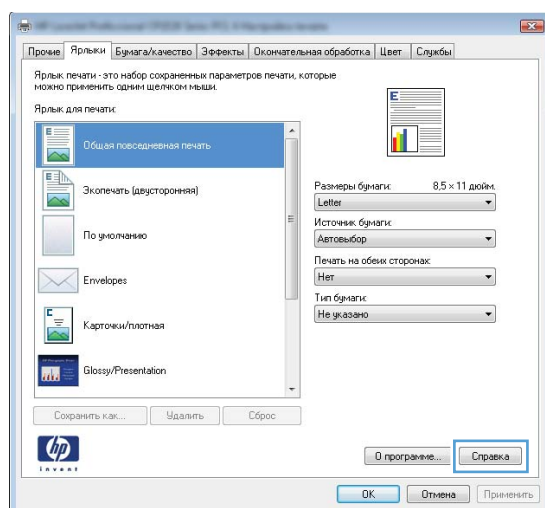 Прочие Ярлыки Бумага/качество Эффекты Окончательная обработка Цвет Службы
Ярлык печати - это набор сохраненных параметров печати, которые
можно применить одним щелчком мыши.
Ярлык для печати:
Общая повседневная печать
Экопечать (двусторонняя)
По умолчанию
Envelopes
Карточки/плотная
Glossy/Presentation
Размеры бумаги: 8,5 × 11 дюйм.
Letter
Источник бумаги:
Автовыбор
Печать на обеих сторонах:
Нет
Тип бумаги:
Не указано
Сохранить как... Удалить Сброс
hp
invent
О программе... Справка
OK Отмена Применить